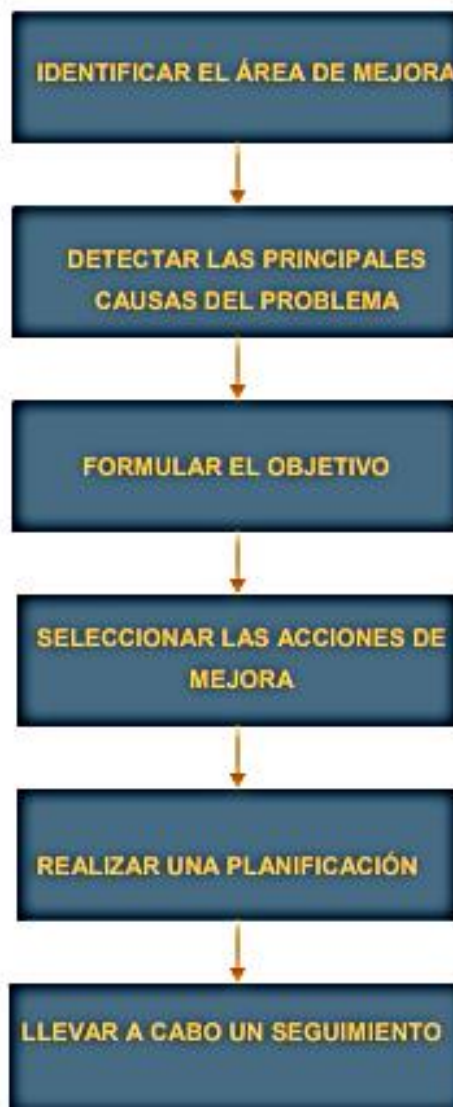 IDENTIFICAR EL ÁREA DE MEJORA
DETECTAR LAS PRINCIPALES
CAUSAS DEL PROBLEMA
FORMULAR EL OBJETIVO
SELECCIONAR LAS ACCIONES DE
MEJORA
REALIZAR UNA PLANIFICACIÓN
LLEVAR A CABO UN SEGUIMIENTO